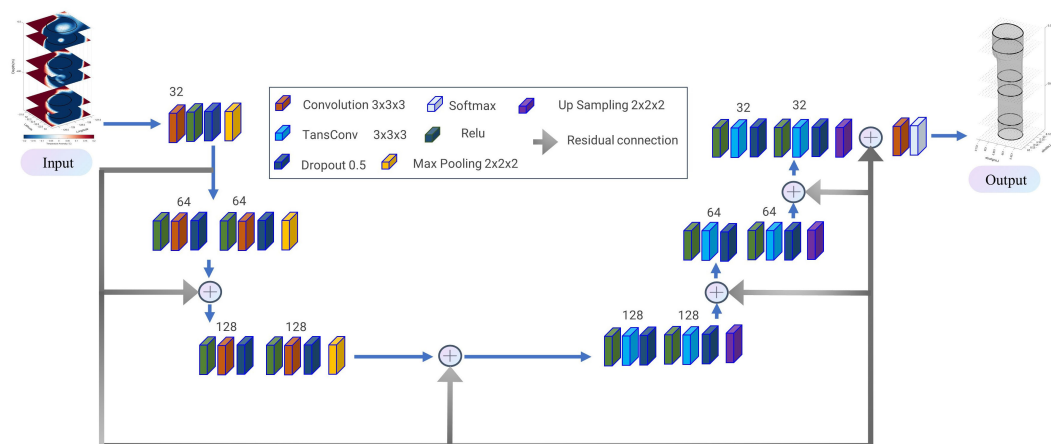 32
Convolution 3x3x3
Softmax
Up Sampling 2x2x2
TansConv 3x3x3
Relu
Residual connection
Dropout 0.5
Max Pooling 2x2x2
Input
32 32
Output
64 64
64 64
128 128
128 128